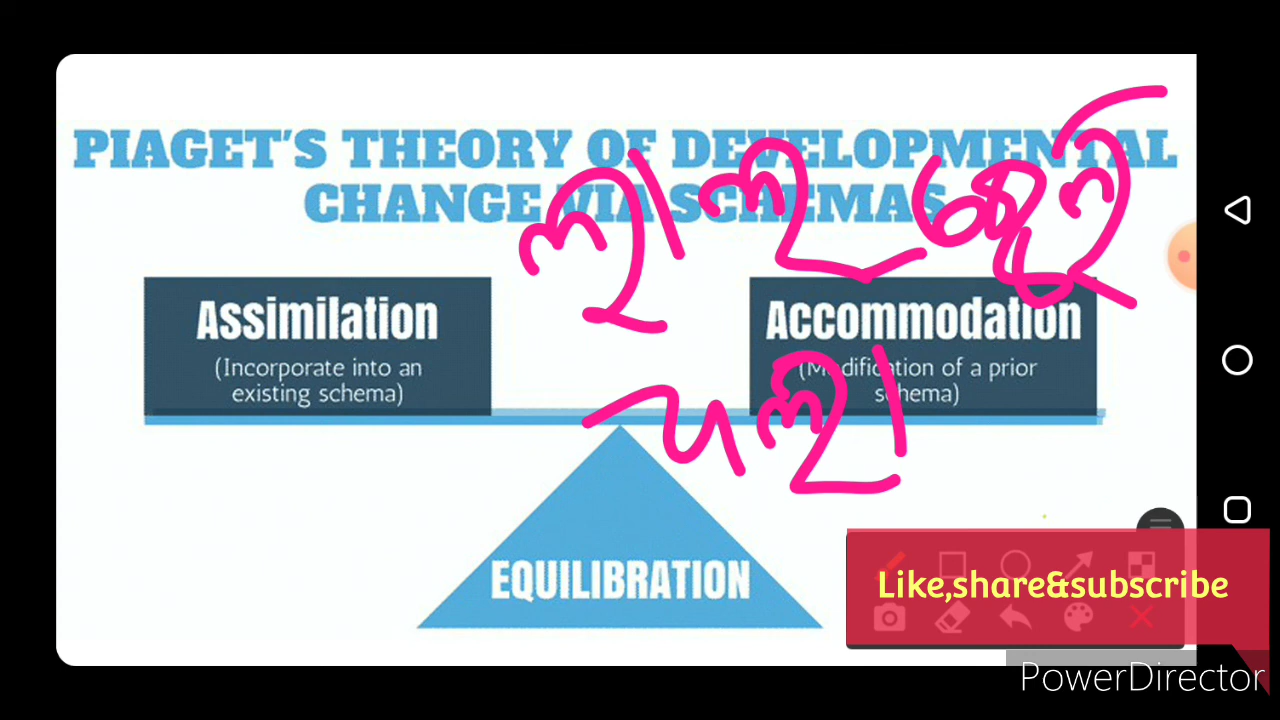 PIAGET'S THEORY OF DEVELOPMENTAL
CHANGE VIA SCHEMAS
Assimilation
(Incorporate into an
existing schema)
Accommodation
(Modification of a prior
schema)
EQUILIBRATION
Like,share&subscribe
PowerDirector